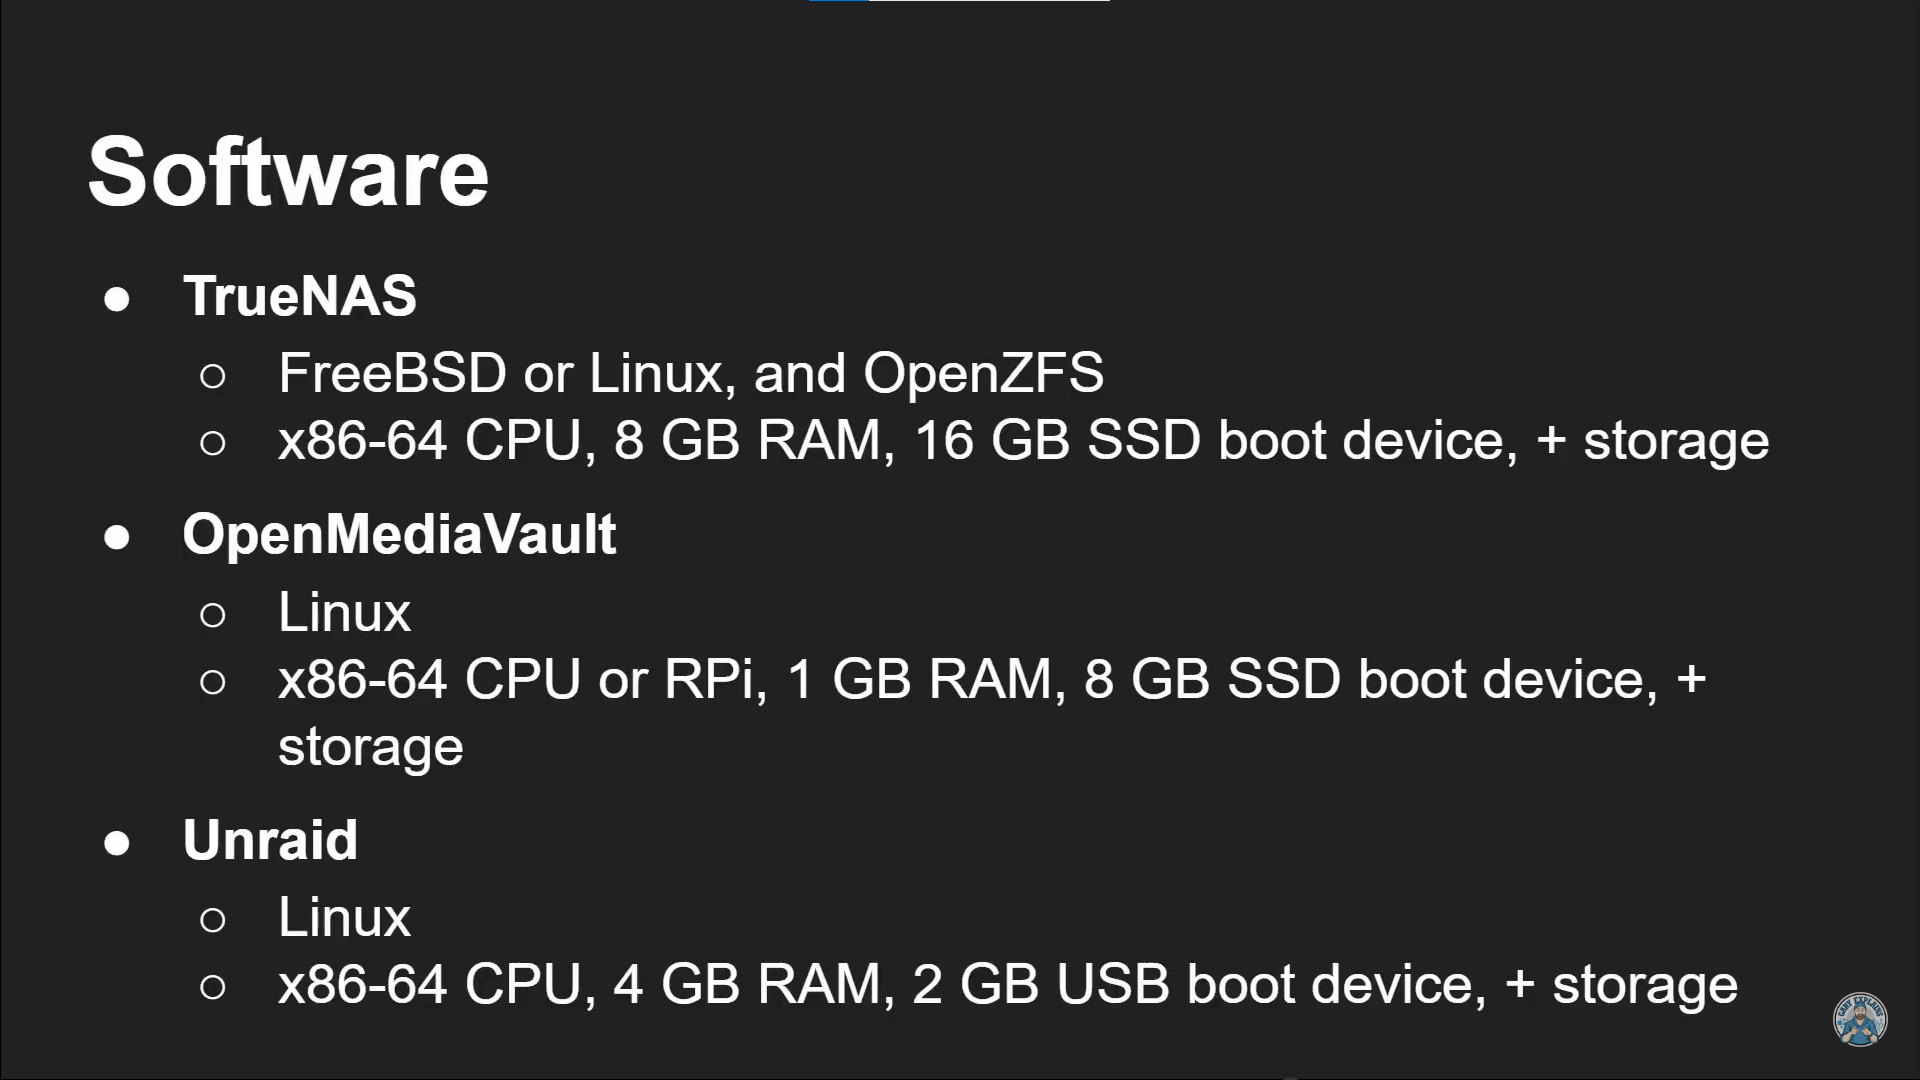 Software
● TrueNAS
○ FreeBSD or Linux, and OpenZFS
○ x86-64 CPU, 8 GB RAM, 16 GB SSD boot device, + storage
● OpenMediaVault
○ Linux
○ x86-64 CPU or RPi, 1 GB RAM, 8 GB SSD boot device, +
storage
● Unraid
○ Linux
○ x86-64 CPU, 4 GB RAM, 2 GB USB boot device, + storage
GARY EXPLAINS